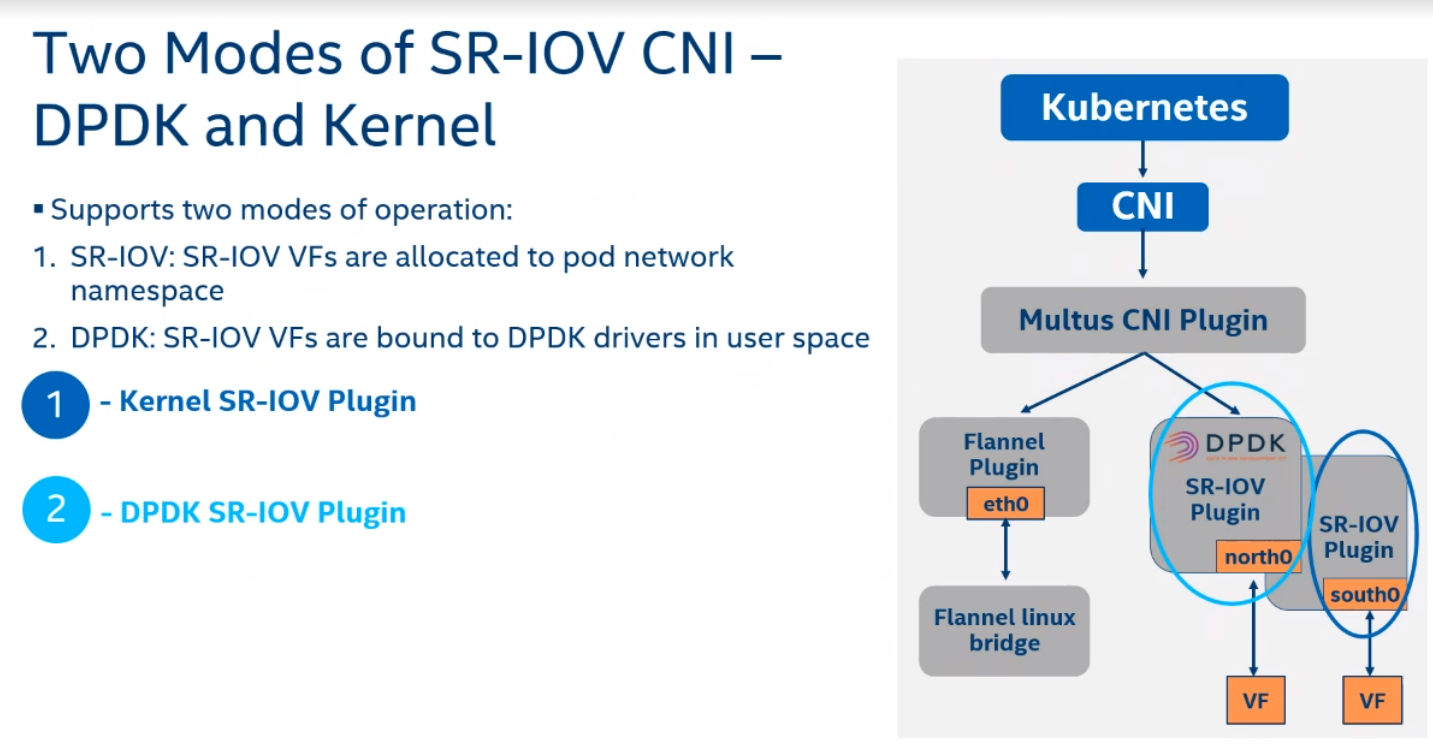 Two Modes of SR-IOV CNI –
DPDK and Kernel
▪ Supports two modes of operation:
1. SR-IOV: SR-IOV VFs are allocated to pod network
namespace
2. DPDK: SR-IOV VFs are bound to DPDK drivers in user space
1 - Kernel SR-IOV Plugin
2 - DPDK SR-IOV Plugin
Kubernetes
CNI
Multus CNI Plugin
Flannel
Plugin
eth0
Flannel linux
bridge
DPDK
SR-IOV
Plugin
north0
SR-IOV
Plugin
south0
VF
VF